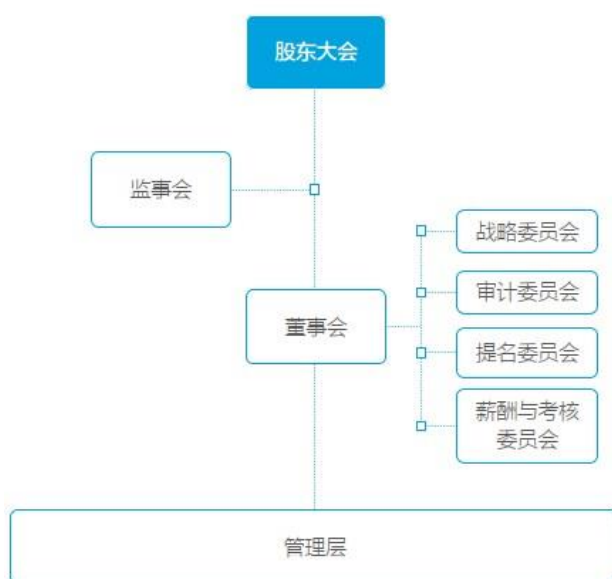 股东大会
监事会
战略委员会
审计委员会
董事会
提名委员会
薪酬与考核
委员会
管理层